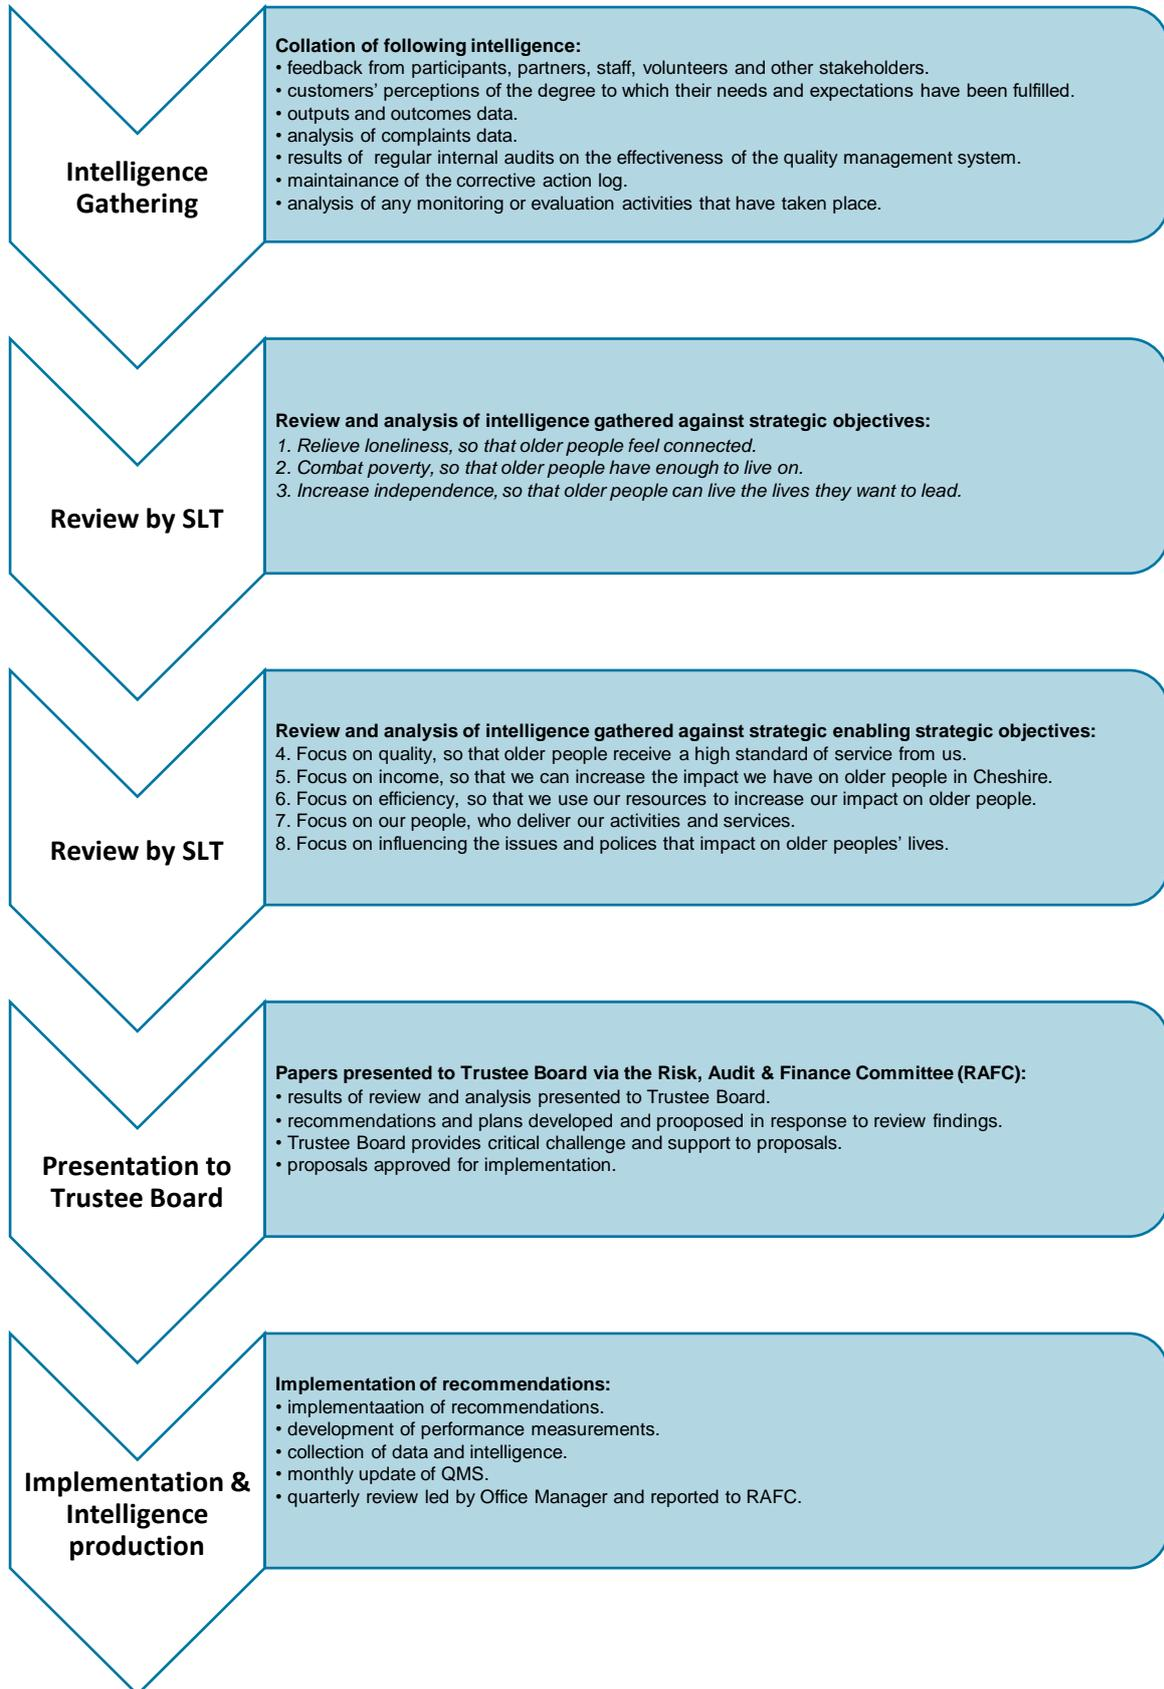 Intelligence
Gathering
Collation of following intelligence:
• feedback from participants, partners, staff, volunteers and other stakeholders.
• customers’ perceptions of the degree to which their needs and expectations have been fulfilled.
• outputs and outcomes data.
• analysis of complaints data.
• results of regular internal audits on the effectiveness of the quality management system.
• maintainance of the corrective action log.
• analysis of any monitoring or evaluation activities that have taken place.
Review by SLT
Review and analysis of intelligence gathered against strategic objectives:
1. Relieve loneliness, so that older people feel connected.
2. Combat poverty, so that older people have enough to live on.
3. Increase independence, so that older people can live the lives they want to lead.
Review by SLT
Review and analysis of intelligence gathered against strategic enabling strategic objectives:
4. Focus on quality, so that older people receive a high standard of service from us.
5. Focus on income, so that we can increase the impact we have on older people in Cheshire.
6. Focus on efficiency, so that we use our resources to increase our impact on older people.
7. Focus on our people, who deliver our activities and services.
8. Focus on influencing the issues and polices that impact on older peoples’ lives.
Presentation to
Trustee Board
Papers presented to Trustee Board via the Risk, Audit & Finance Committee (RAFC):
• results of review and analysis presented to Trustee Board.
• recommendations and plans developed and prooposed in response to review findings.
• Trustee Board provides critical challenge and support to proposals.
• proposals approved for implementation.
Implementation &
Intelligence
production
Implementation of recommendations:
• implementaation of recommendations.
• development of performance measurements.
• collection of data and intelligence.
• monthly update of QMS.
• quarterly review led by Office Manager and reported to RAFC.